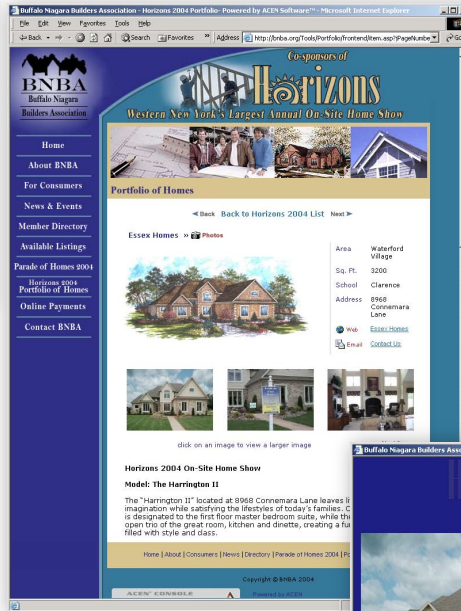 Buffalo Niagara Builders Association - Horizons 2004 Portfolio- Powered by ACEN Software™ - Microsoft Internet Explorer
File Edit View Favorites Tools Help
Back Search Favorites » Address http://bnba.org/Tools/Portfolio/frontend/item.asp?PageNumbe Go
BNBA
Buffalo Niagara
Builders Association
Home
About BNBA
For Consumers
News & Events
Member Directory
Available Listings
Parade of Homes 2004
Horizons 2004
Portfolio of Homes
Online Payments
Contact BNBA
Co-sponsors of
Horizons
Western New York's Largest Annual On-Site Home Show
Portfolio of Homes
Back Back to Horizons 2004 List Next
Essex Homes » Photos
Area Waterford Village
Sq. Ft. 3200
School Clarence
Address 8968 Connemara Lane
Web Essex Homes
Email Contact Us
click on an image to view a larger image
Horizons 2004 On-Site Home Show
Model: The Harrington II
The "Harrington II" located at 8968 Connemara Lane leaves li
imagination while satisfying the lifestyles of today's families. C
is designated to the first floor master bedroom suite, while the
open trio of the great room, kitchen and dinette, creating a fu
filled with style and class.
Home | About | Consumers | News | Directory | Parade of Homes 2004 | Po
Copyright © BNBA 2004
ACEN CONSOLE Powered by ACEN
Buffalo Niagara Builders Asso